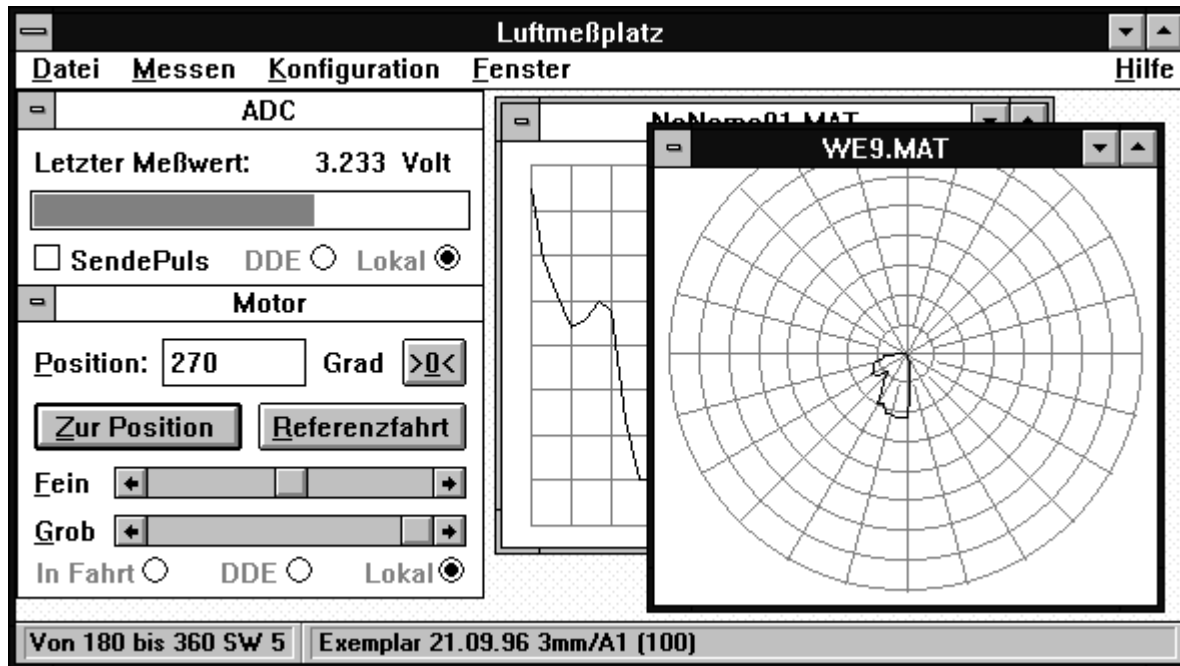 Luftmeßplatz
Datei Messen Konfiguration Fenster Hilfe
ADC
Letzter Meßwert: 3.233 Volt
SendePuls DDE Lokal
Motor
Position: 270 Grad >0<
Zur Position Referenzfahrt
Fein
Grob
In Fahrt DDE Lokal
NoName01.MAT
WE9.MAT
Von 180 bis 360 SW 5 Exemplar 21.09.96 3mm/A1 (100)